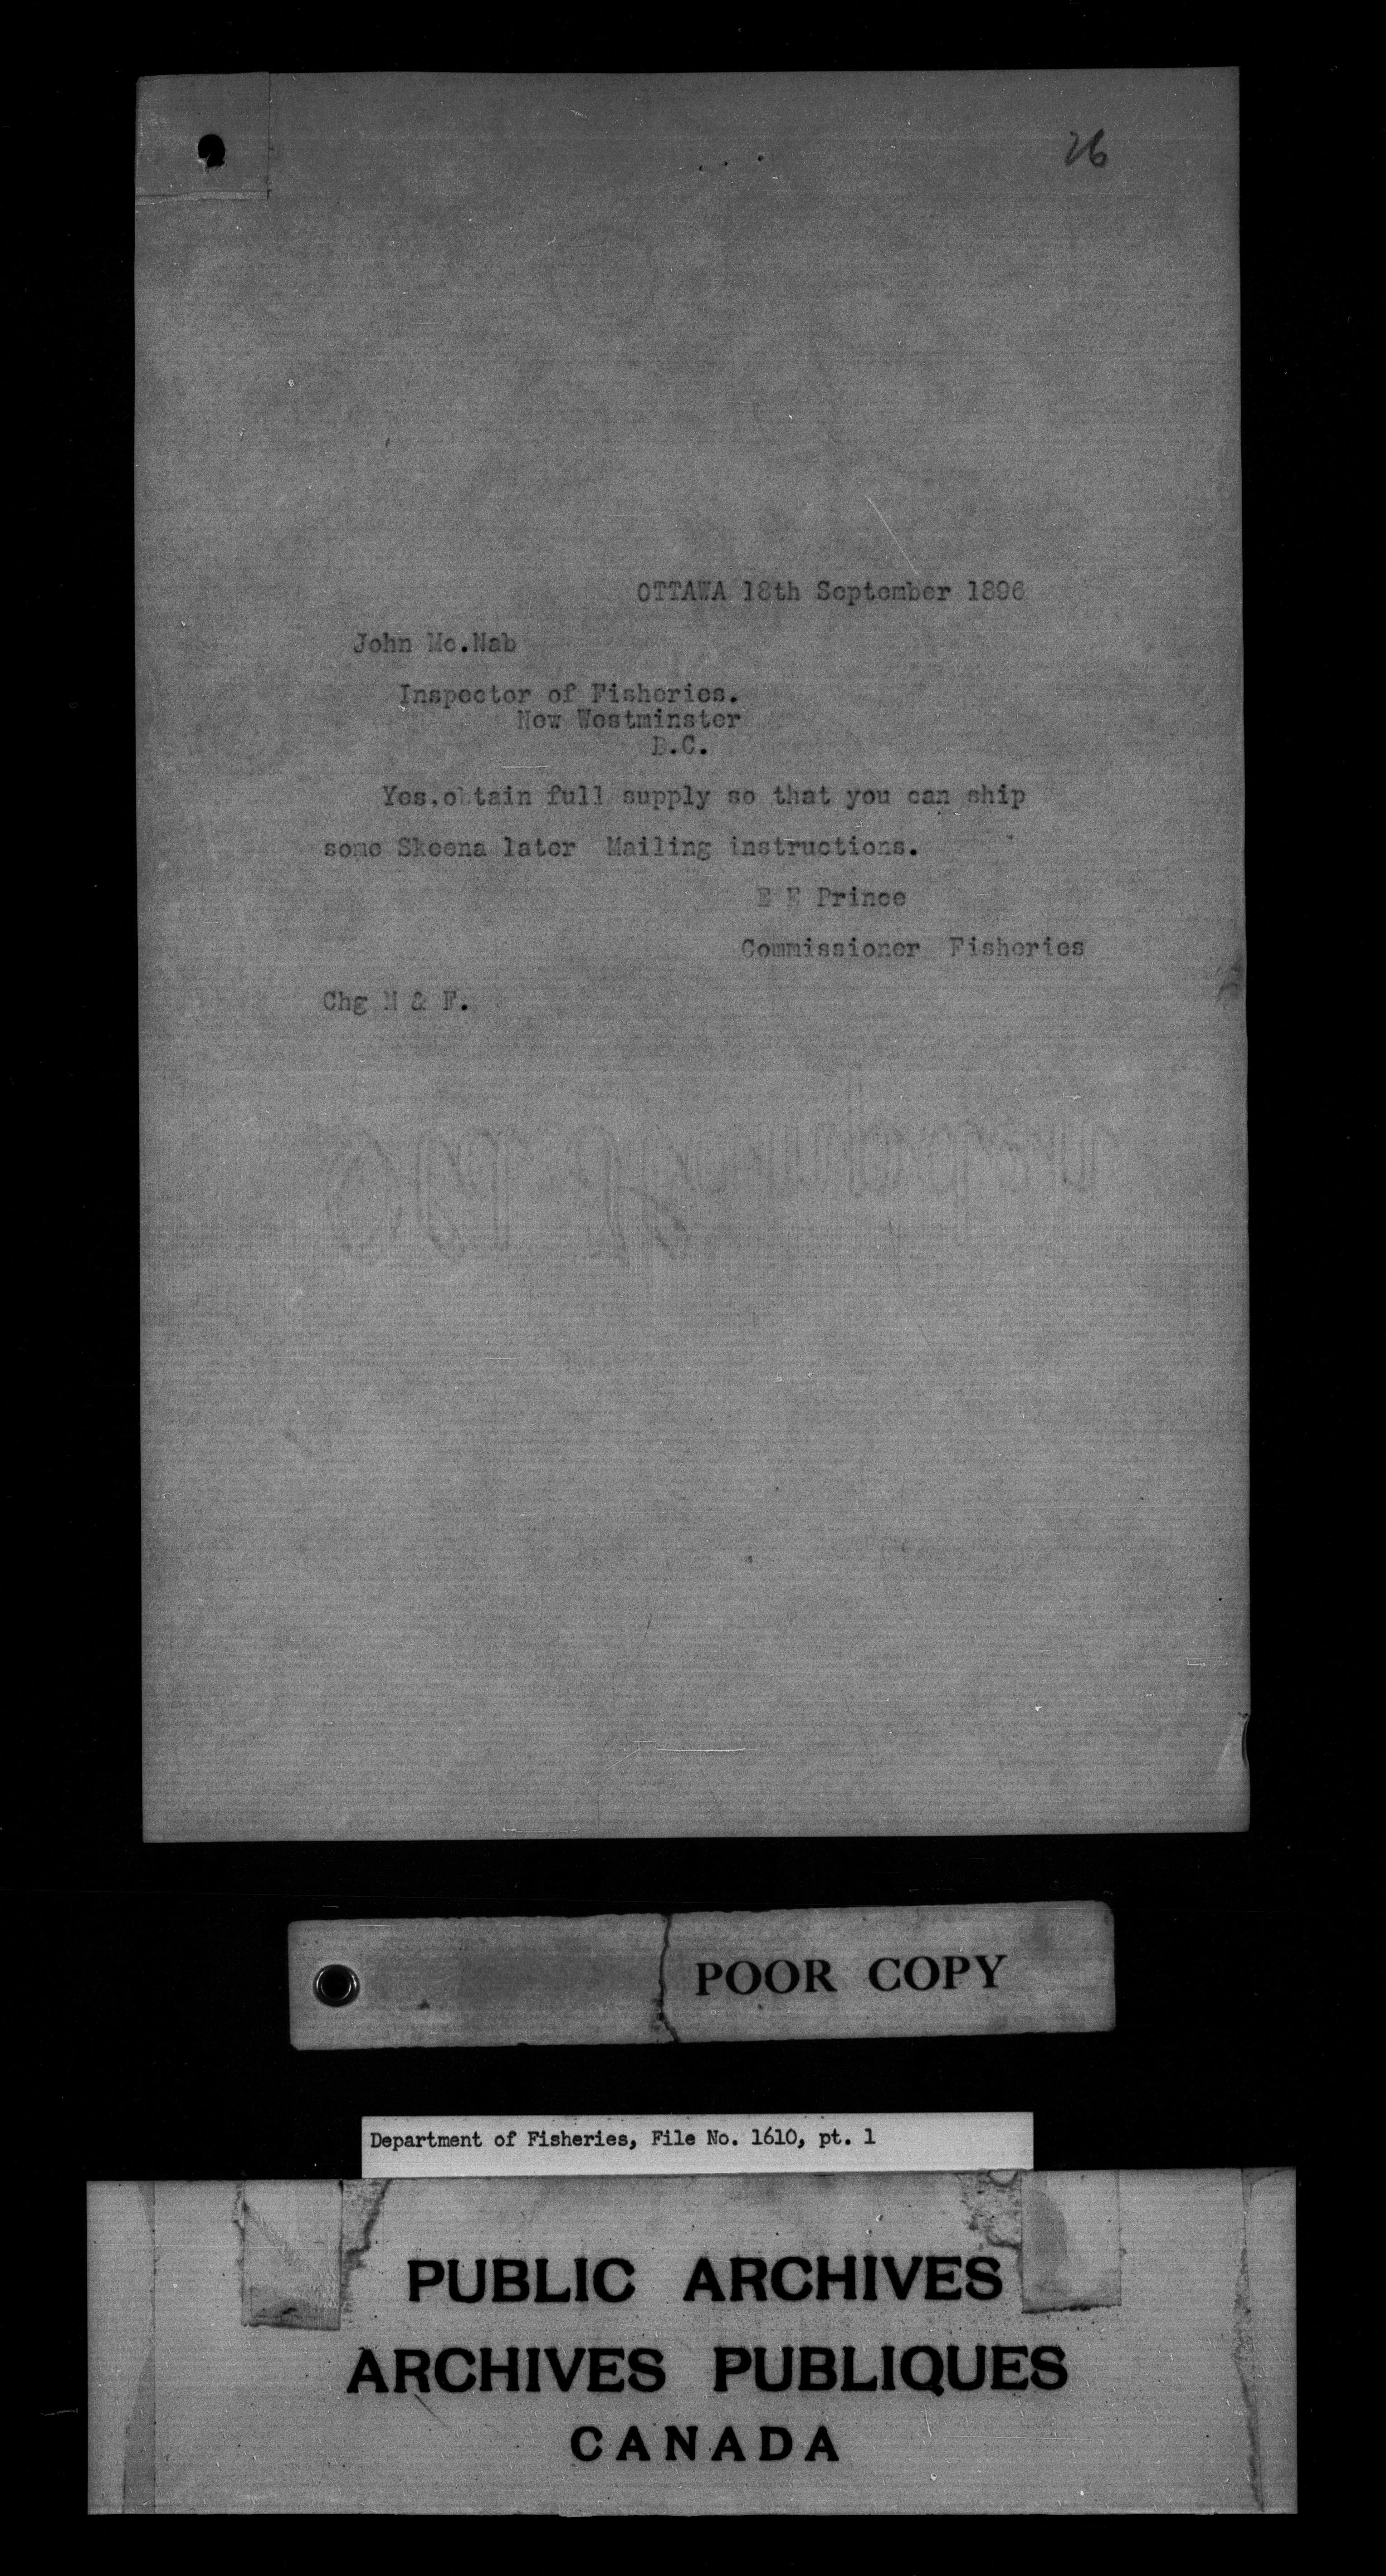 26
OTTAWA 18th September 1896
John Mc.Nab
Inspector of Fisheries.
New Westminster
B.C.
Yes,obtain full supply so that you can ship
some Skeena later Mailing instructions.
E E Prince
Commissioner Fisheries
Chg M & F.
POOR COPY
Department of Fisheries, File No. 1610, pt. 1
PUBLIC ARCHIVES
ARCHIVES PUBLIQUES
CANADA